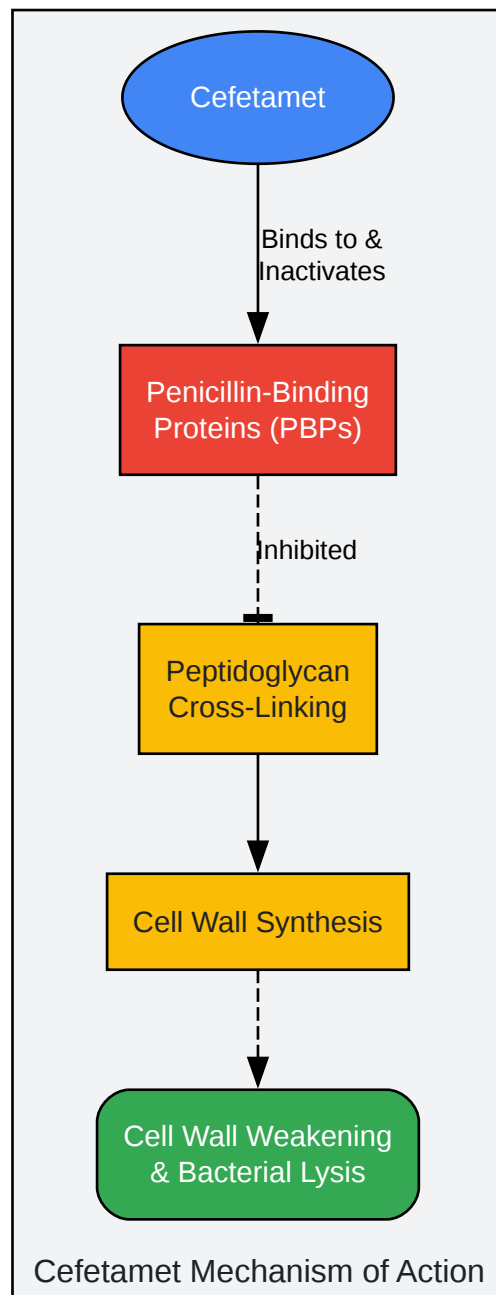 Cefetamet
Binds to &
Inactivates
Penicillin-Binding
Proteins (PBPs)
Inhibited
Peptidoglycan
Cross-Linking
Cell Wall Synthesis
Cell Wall Weakening
& Bacterial Lysis
Cefetamet Mechanism of Action